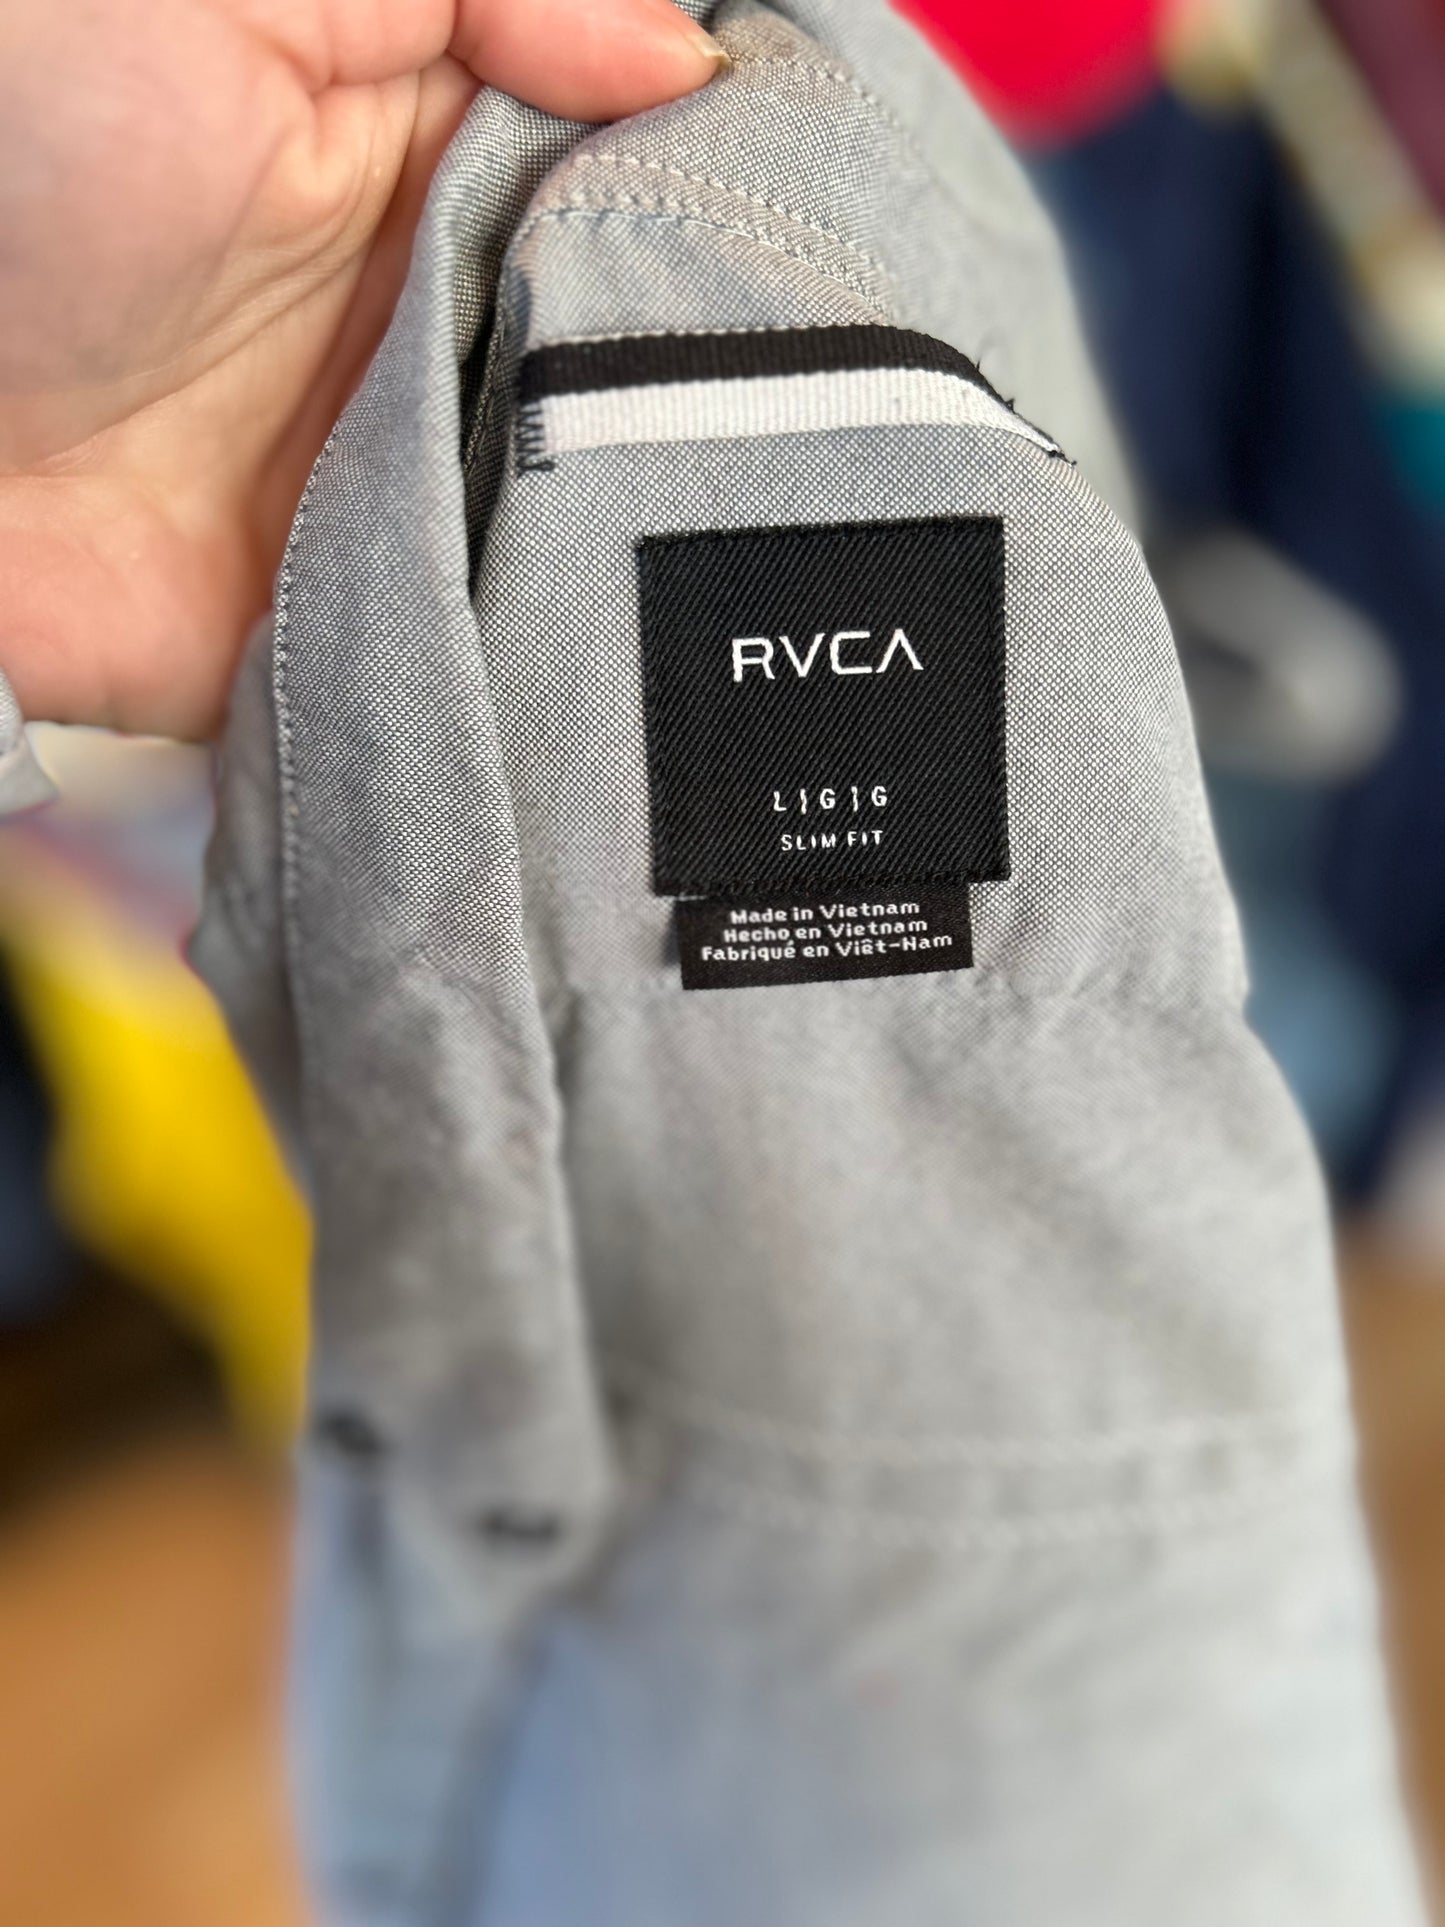 RVCA
L | G | G
SLIM FIT
Made in Vietnam
Hecho en Vietnam
Fabriqué en Viêt-Nam